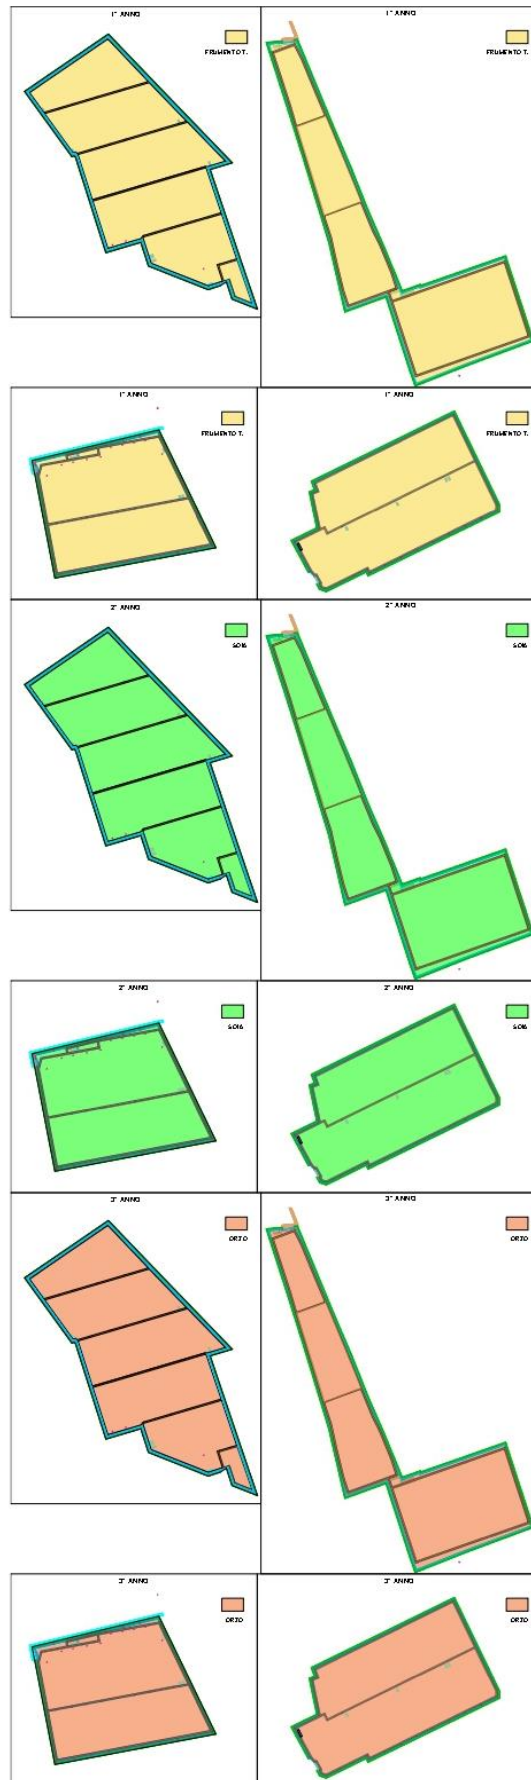 1° ANNO
FRUMENTO T.
1° ANNO
FRUMENTO T.
1° ANNO
FRUMENTO T.
1° ANNO
FRUMENTO T.
2° ANNO
SOIA
2° ANNO
SOIA
2° ANNO
SOIA
2° ANNO
SOIA
3° ANNO
ORZO
3° ANNO
ORZO
3° ANNO
ORZO
3° ANNO
ORZO